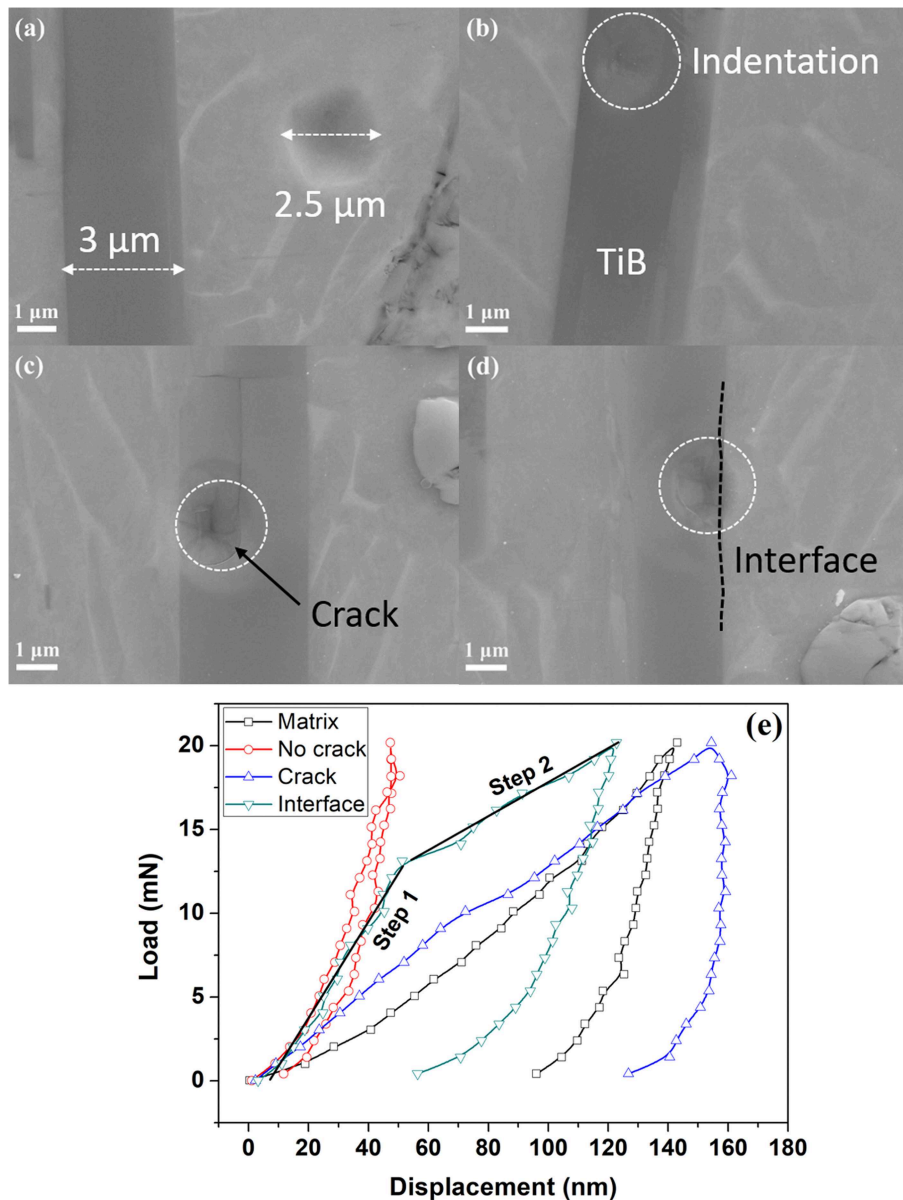 (a)
2.5 μm
3 μm
1 μm
(b)
Indentation
TiB
1 μm
(c)
Crack
1 μm
(d)
Interface
1 μm
(e)
Matrix
No crack
Crack
Interface
Step 2
Step 1
Load (mN)
20
15
10
5
0
0 20 40 60 80 100 120 140 160 180
Displacement (nm)